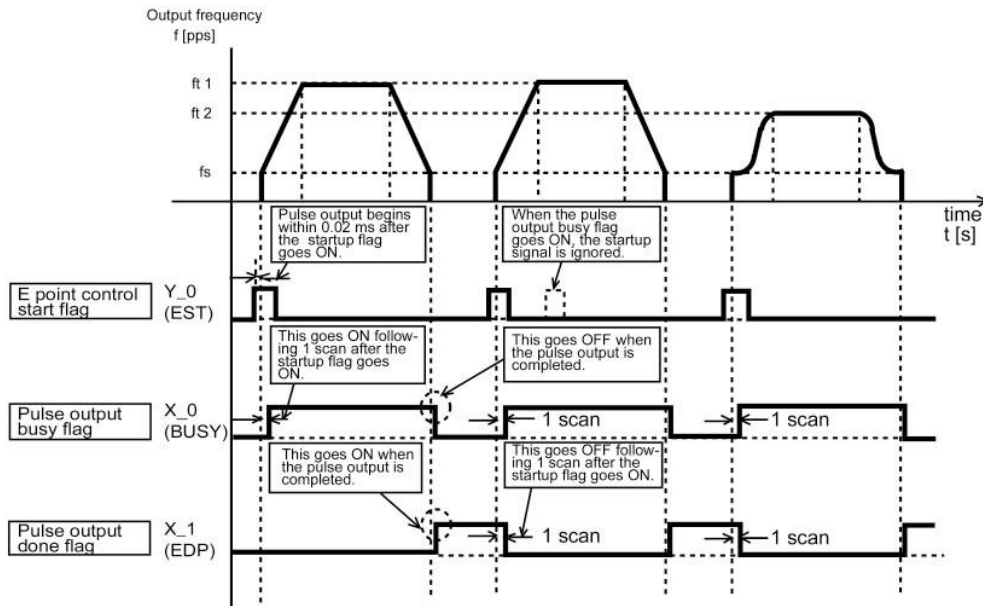 Output frequency
f [pps]
ft 1
ft 2
fs
time
t [s]
Pulse output begins
within 0.02 ms after
the startup flag
goes ON.
When the pulse
output busy flag
goes ON, the startup
signal is ignored.
E point control
start flag
Y_0
(EST)
This goes ON follow-
ing 1 scan after the
startup flag goes
ON.
This goes OFF when
the pulse output is
completed.
Pulse output
busy flag
X_0
(BUSY)
1 scan
1 scan
This goes ON when
the pulse output is
completed.
This goes OFF follow-
ing 1 scan after the
startup flag goes ON.
Pulse output
done flag
X_1
(EDP)
1 scan
1 scan